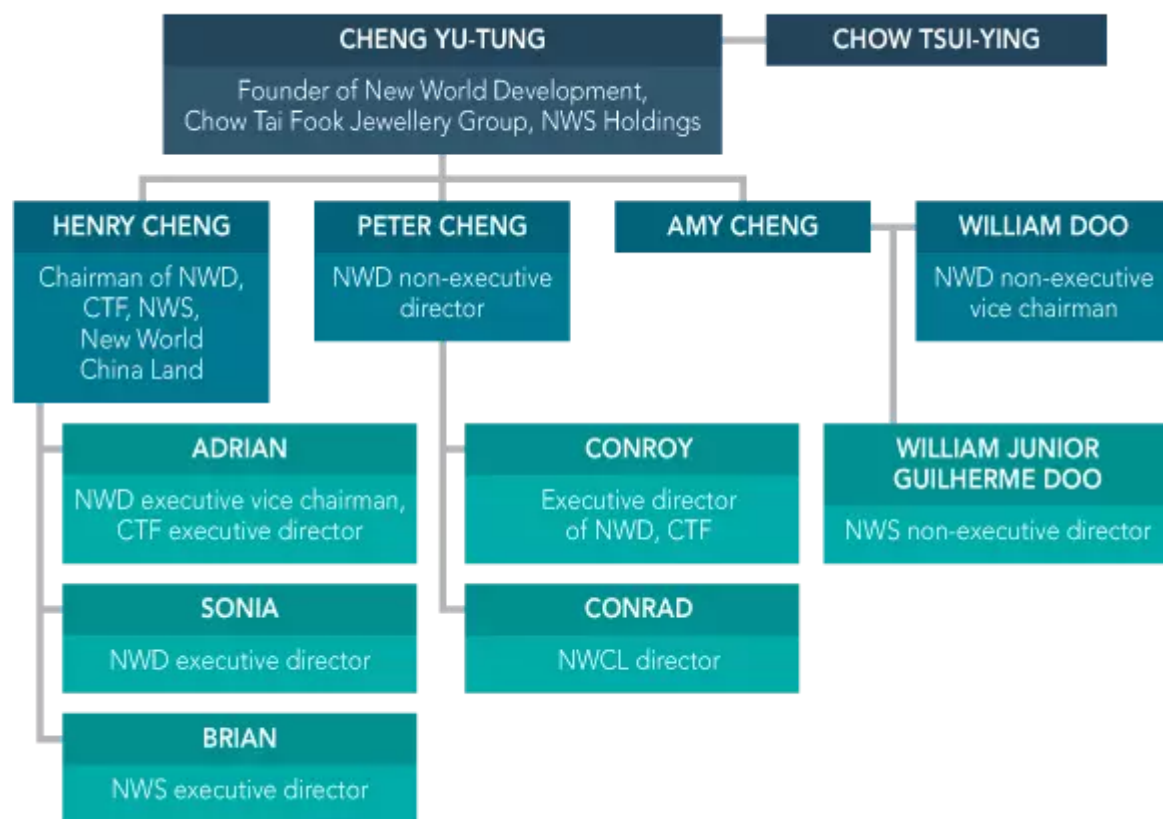 CHENG YU-TUNG
Founder of New World Development,
Chow Tai Fook Jewellery Group, NWS Holdings
CHOW TSUI-YING
HENRY CHENG
Chairman of NWD,
CTF, NWS,
New World
China Land
PETER CHENG
NWD non-executive
director
AMY CHENG
WILLIAM DOO
NWD non-executive
vice chairman
ADRIAN
NWD executive vice chairman,
CTF executive director
CONROY
Executive director
of NWD, CTF
WILLIAM JUNIOR
GUILHERME DOO
NWS non-executive director
SONIA
NWD executive director
CONRAD
NWCL director
BRIAN
NWS executive director